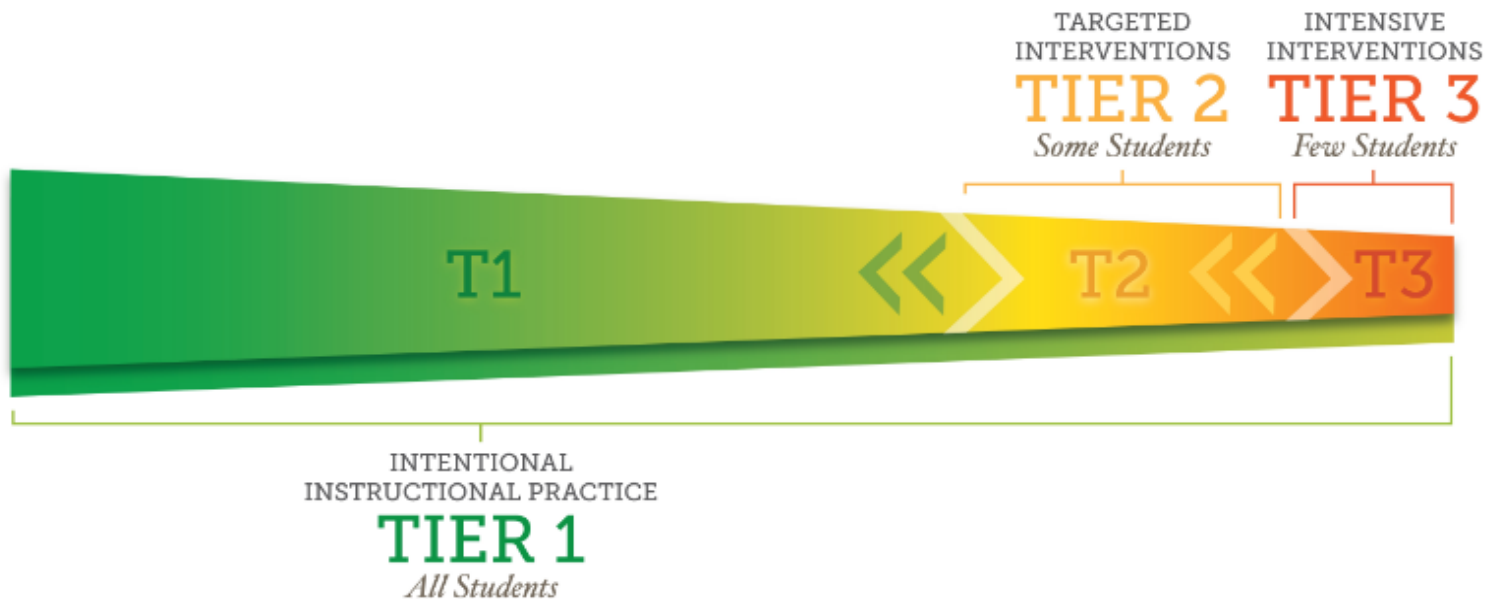 TARGETED
INTERVENTIONS
TIER 2
Some Students
INTENSIVE
INTERVENTIONS
TIER 3
Few Students
T1
T2
T3
INTENTIONAL
INSTRUCTIONAL PRACTICE
TIER 1
All Students